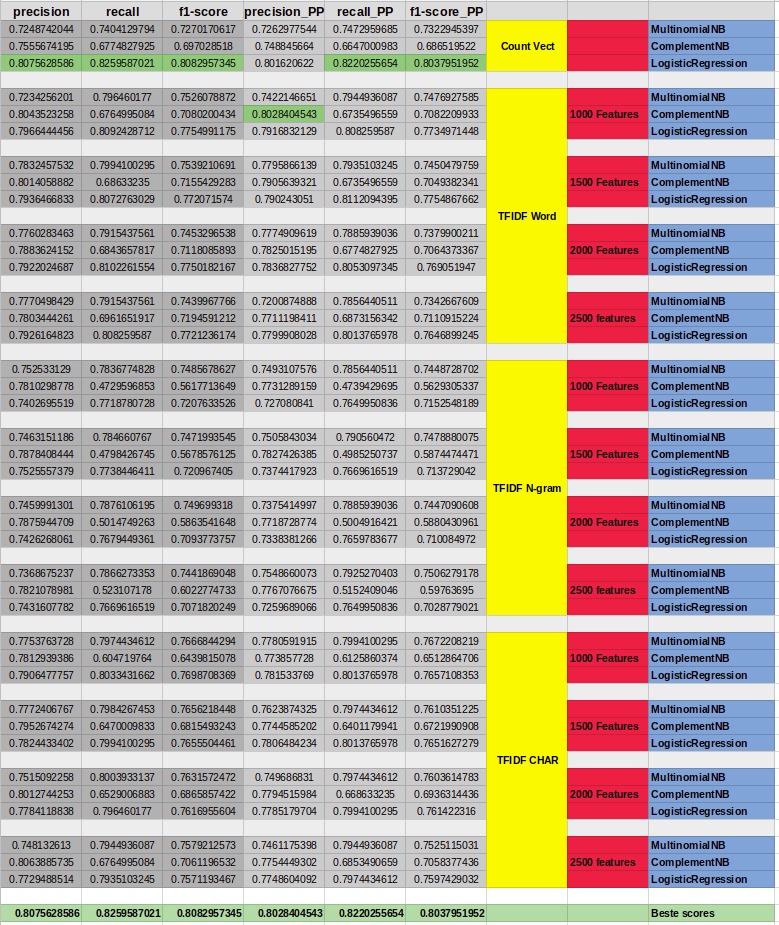 precision recall f1-score precision_PP recall_PP f1-score_PP
0.7248742044 0.7404129794 0.7270170617 0.7262977544 0.7472959685 0.7322945397 MultinomialNB
0.7555674195 0.6774827925 0.697028518 0.748845664 0.6647000983 0.686519522 Count Vect ComplementNB
0.8075628586 0.8259587021 0.8082957345 0.801620622 0.8220255654 0.8037951952 LogisticRegression
0.7234256201 0.796460177 0.7526078872 0.7422146651 0.7944936087 0.7476927585 MultinomialNB
0.8043523258 0.6764995084 0.7080200434 0.8028404543 0.6735496559 0.7082209933 1000 Features ComplementNB
0.7966444456 0.8092428712 0.7754991175 0.7916832129 0.808259587 0.7734971448 LogisticRegression
0.7832457532 0.7994100295 0.7539210691 0.7795866139 0.7935103245 0.7450479759 MultinomialNB
0.8014058882 0.68633235 0.7155429283 0.7905639321 0.6735496559 0.7049382341 1500 Features ComplementNB
0.7936466833 0.8072763029 0.772071574 0.790243051 0.8112094395 0.7754867662 LogisticRegression
TFIDF Word
0.7760283463 0.7915437561 0.7453296538 0.7774909619 0.7885939036 0.7379900211 MultinomialNB
0.7883624152 0.6843657817 0.7118085893 0.7825015195 0.6774827925 0.7064373367 2000 Features ComplementNB
0.7922024687 0.8102261554 0.7750182167 0.7836827752 0.8053097345 0.769051947 LogisticRegression
0.7770498429 0.7915437561 0.7439967766 0.7200874888 0.7856440511 0.7342667609 MultinomialNB
0.7803444261 0.6961651917 0.7194591212 0.7711198411 0.6873156342 0.7110915224 2500 features ComplementNB
0.7926164823 0.808259587 0.7721236174 0.7799908028 0.8013765978 0.7646899245 LogisticRegression
0.752533129 0.7836774828 0.7485678627 0.7493107576 0.7856440511 0.7448728702 MultinomialNB
0.7810298778 0.4729596853 0.5617713649 0.7731289159 0.4739429695 0.5629305337 1000 Features ComplementNB
0.7402695519 0.7718780728 0.7207633526 0.727080841 0.7649950836 0.7152548189 LogisticRegression
0.7463151186 0.784660767 0.7471993545 0.7505843034 0.790560472 0.7478880075 MultinomialNB
0.7878408444 0.4798426745 0.5678576125 0.7827426385 0.4985250737 0.5874474471 1500 Features ComplementNB
0.7525557379 0.7738446411 0.720967405 0.7374417923 0.7669616519 0.713729042 LogisticRegression
TFIDF N-gram
0.7459991301 0.7876106195 0.749699318 0.7375414997 0.7885939036 0.7447090608 MultinomialNB
0.7875944709 0.5014749263 0.5863541648 0.7718728774 0.5004916421 0.5880430961 2000 Features ComplementNB
0.7426268061 0.7679449361 0.7093773757 0.7338381266 0.7659783677 0.710084972 LogisticRegression
0.7368675237 0.7866273353 0.7441869048 0.7548660073 0.7925270403 0.7506279178 MultinomialNB
0.7821078981 0.523107178 0.6022774733 0.7767076675 0.5152409046 0.59763695 2500 features ComplementNB
0.7431607782 0.7669616519 0.7071820249 0.7259689066 0.7649950836 0.7028779021 LogisticRegression
0.7753763728 0.7974434612 0.7666844294 0.7780591915 0.7994100295 0.7672208219 MultinomialNB
0.7812939386 0.604719764 0.6439815078 0.773857728 0.6125860374 0.6512864706 1000 Features ComplementNB
0.7906477757 0.8033431662 0.7698708369 0.781533769 0.8013765978 0.7657108353 LogisticRegression
0.7772406767 0.7984267453 0.7656218448 0.7623874325 0.7974434612 0.7610351225 MultinomialNB
0.7952674274 0.6470009833 0.6815493243 0.7744585202 0.6401179941 0.6721990908 1500 Features ComplementNB
0.7824433402 0.7994100295 0.7655504461 0.7806484234 0.8013765978 0.7651627279 LogisticRegression
TFIDF CHAR
0.7515092258 0.8003933137 0.7631572472 0.749686831 0.7974434612 0.7603614783 MultinomialNB
0.8012744253 0.6529006883 0.6865857422 0.7794515984 0.668633235 0.6936314436 2000 Features ComplementNB
0.7784118838 0.796460177 0.7616955604 0.7785179704 0.7994100295 0.761422316 LogisticRegression
0.748132613 0.7944936087 0.7579212573 0.7461175398 0.7944936087 0.7525115031 MultinomialNB
0.8063885735 0.6764995084 0.7061196532 0.7754449302 0.6853490659 0.7058377436 2500 features ComplementNB
0.7729488514 0.7935103245 0.7571193467 0.7748604092 0.7974434612 0.7597429032 LogisticRegression
0.8075628586 0.8259587021 0.8082957345 0.8028404543 0.8220255654 0.8037951952 Beste scores